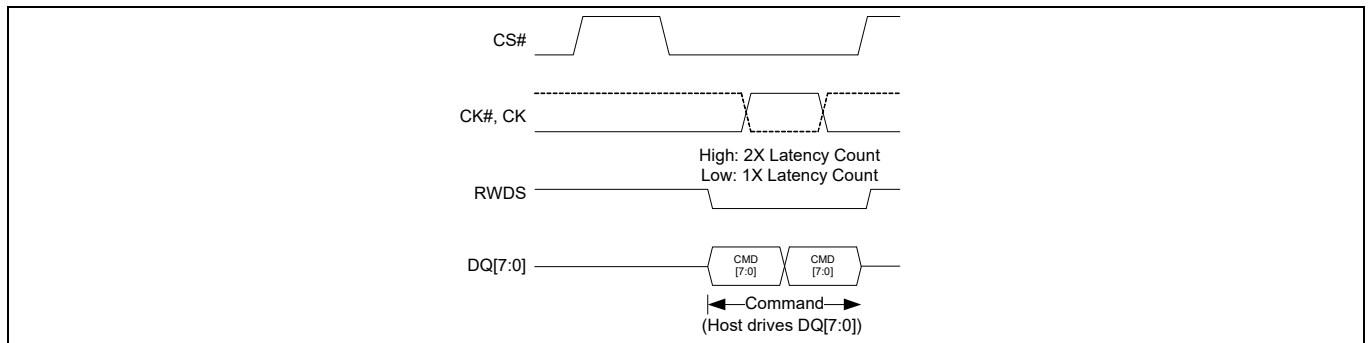 CS#
CK#, CK
High: 2X Latency Count
Low: 1X Latency Count
RWDS
DQ[7:0]
CMD
[7:0]
CMD
[7:0]
Command
(Host drives DQ[7:0])